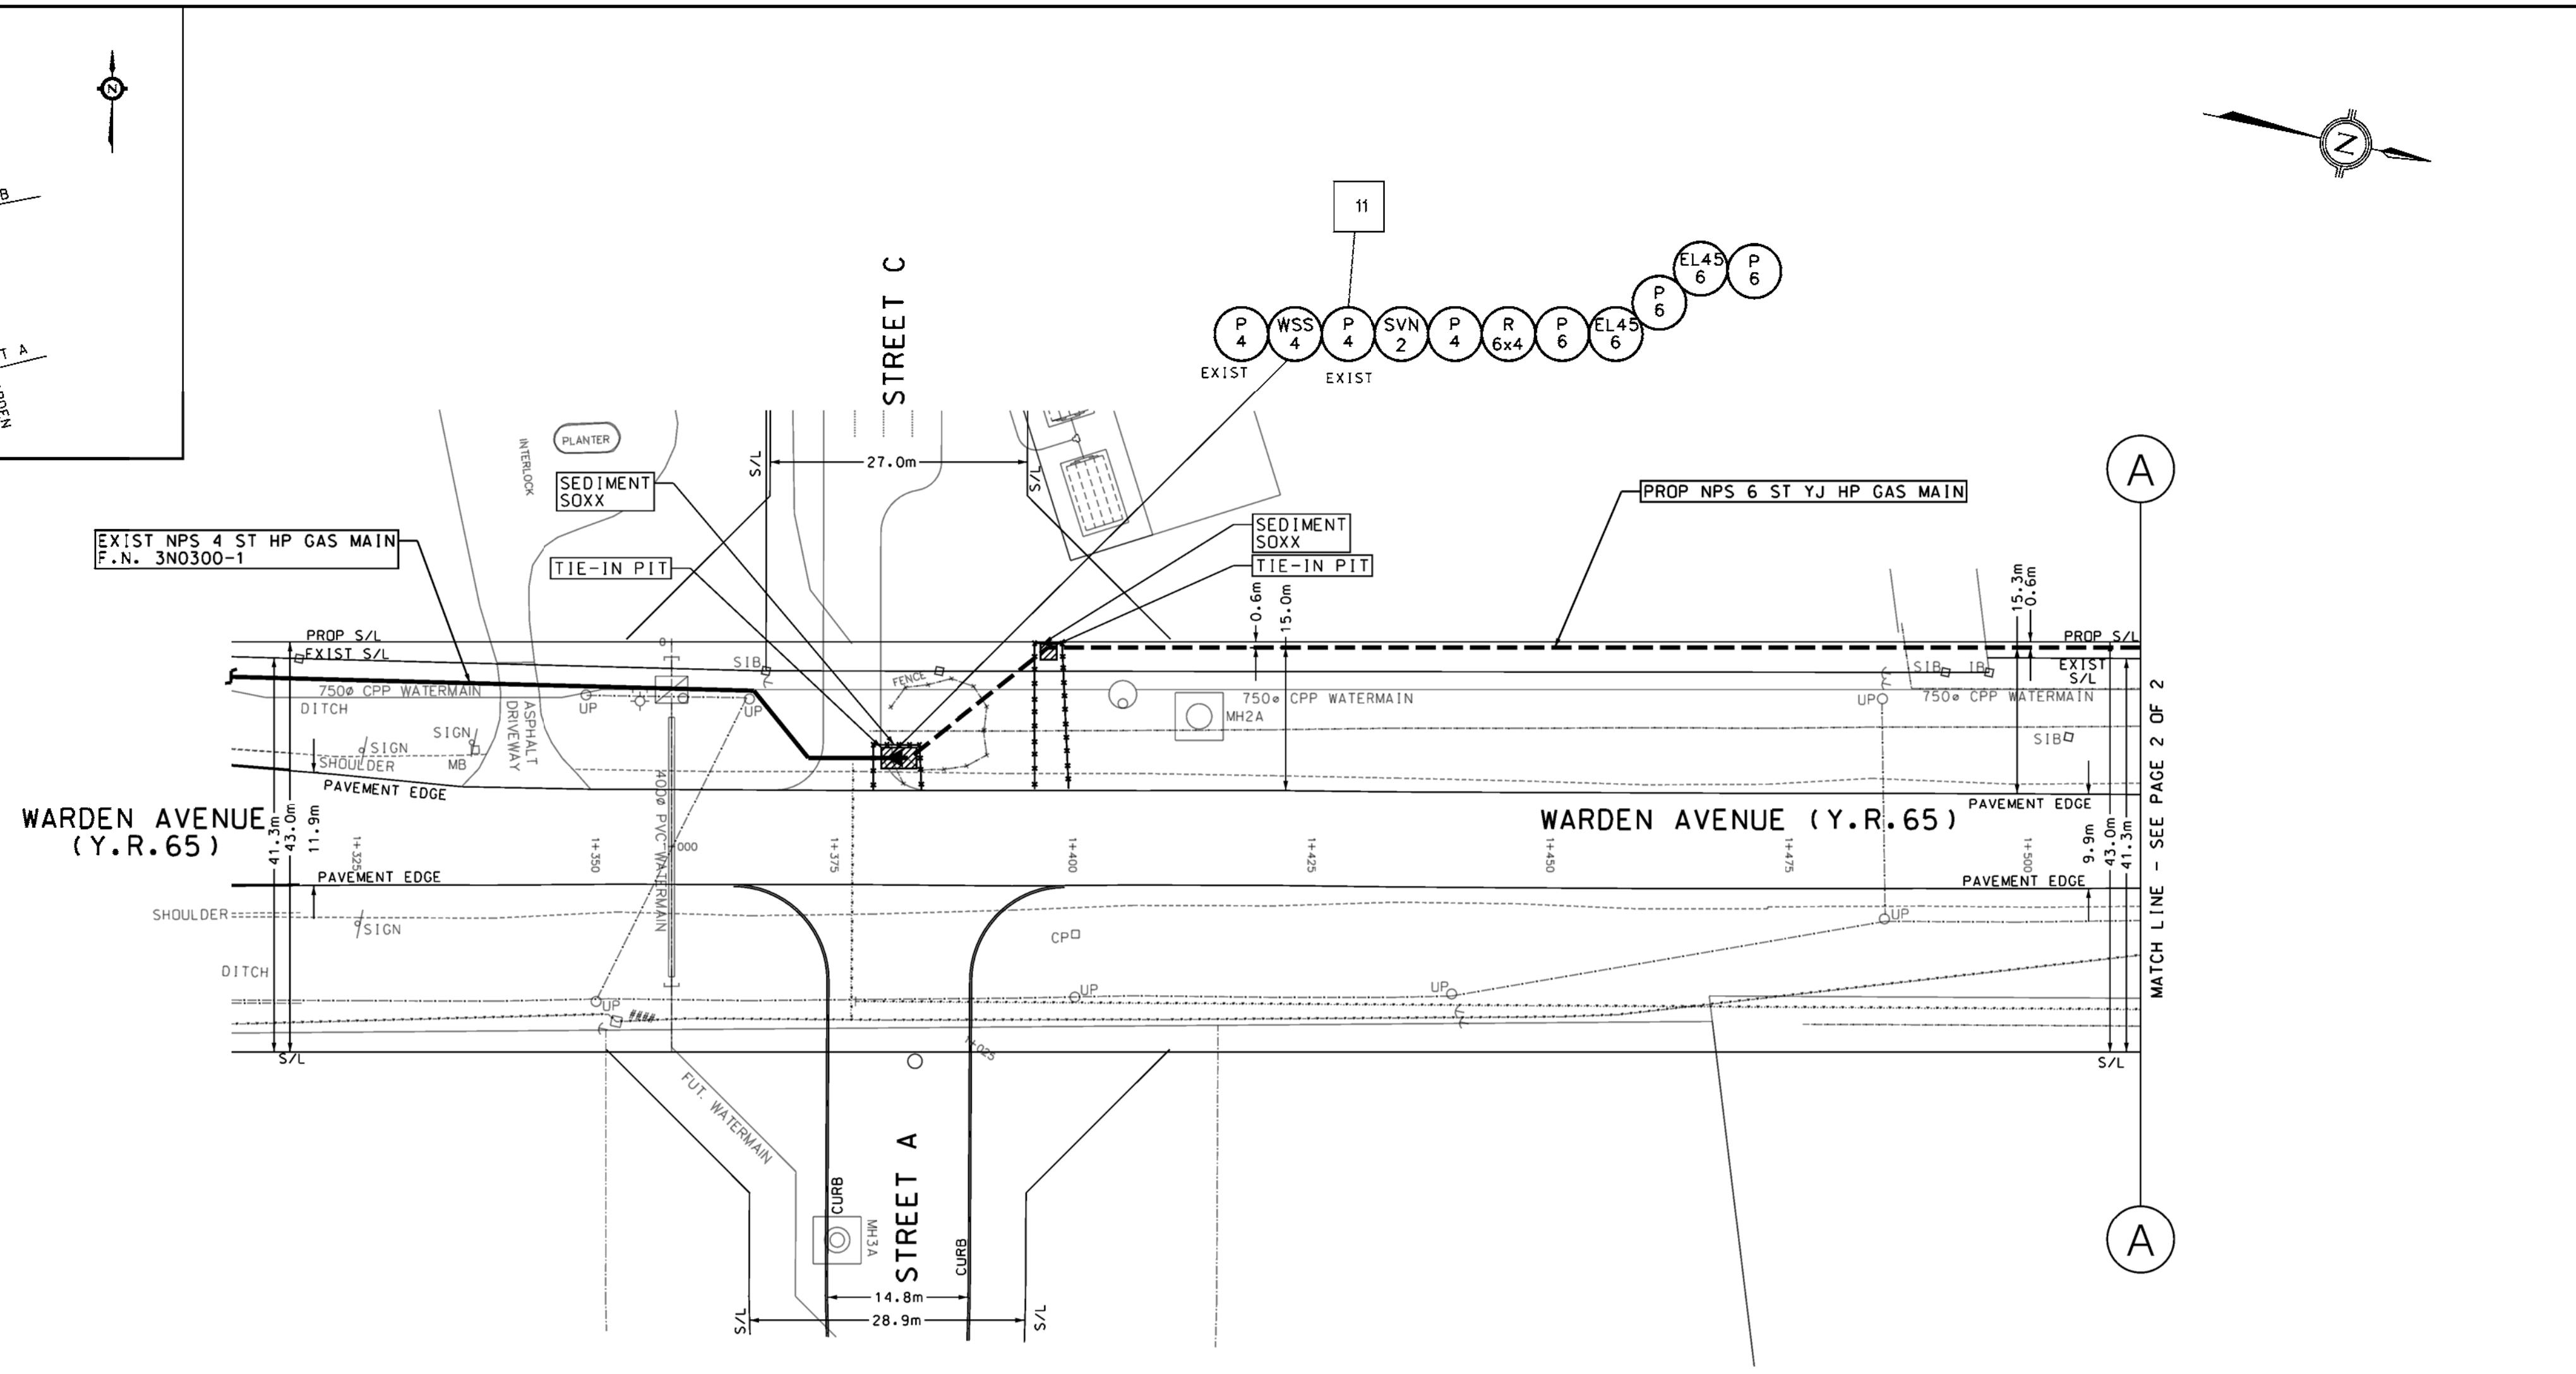 N
N
B
T A
RDEN
11
EL45
6
P
6
P
6
P
4
WSS
4
P
4
SVN
2
P
4
R
6x4
P
6
EL45
6
EXIST
EXIST
STREET C
PLANTER
INTERLOCK
S/L
27.0m
S/L
SEDIMENT
SOXX
PROP NPS 6 ST YJ HP GAS MAIN
A
EXIST NPS 4 ST HP GAS MAIN
F.N. 3N0300-1
TIE-IN PIT
SEDIMENT
SOXX
TIE-IN PIT
0.6m
15.0m
15.3m
0.6m
PROP S/L
EXIST S/L
PROP S/L
EXIST
S/L
SIB
FENCE
SIB
IB
750ø CPP WATERMAIN
750ø CPP WATERMAIN
750ø CPP WATERMAIN
DITCH
UP
UP
UP
MH2A
ASPHALT
DRIVEWAY
SIGN
SIGN
MB
SHOULDER
SIB
PAVEMENT EDGE
PAVEMENT EDGE
WARDEN AVENUE
(Y.R.65)
WARDEN AVENUE (Y.R.65)
41.3m
43.0m
11.9m
9.9m
43.0m
41.3m
MATCH LINE - SEE PAGE 2 OF 2
0
400ø PVC WATERMAIN
1+325
1+350
000
1+375
1+400
1+425
1+450
1+475
1+500
PAVEMENT EDGE
PAVEMENT EDGE
SHOULDER
SIGN
CP
UP
DITCH
UP
UP
UP
S/L
S/L
1+025
FUT. WATERMAIN
CURB
MH3A
STREET A
CURB
14.8m
S/L
28.9m
S/L
A